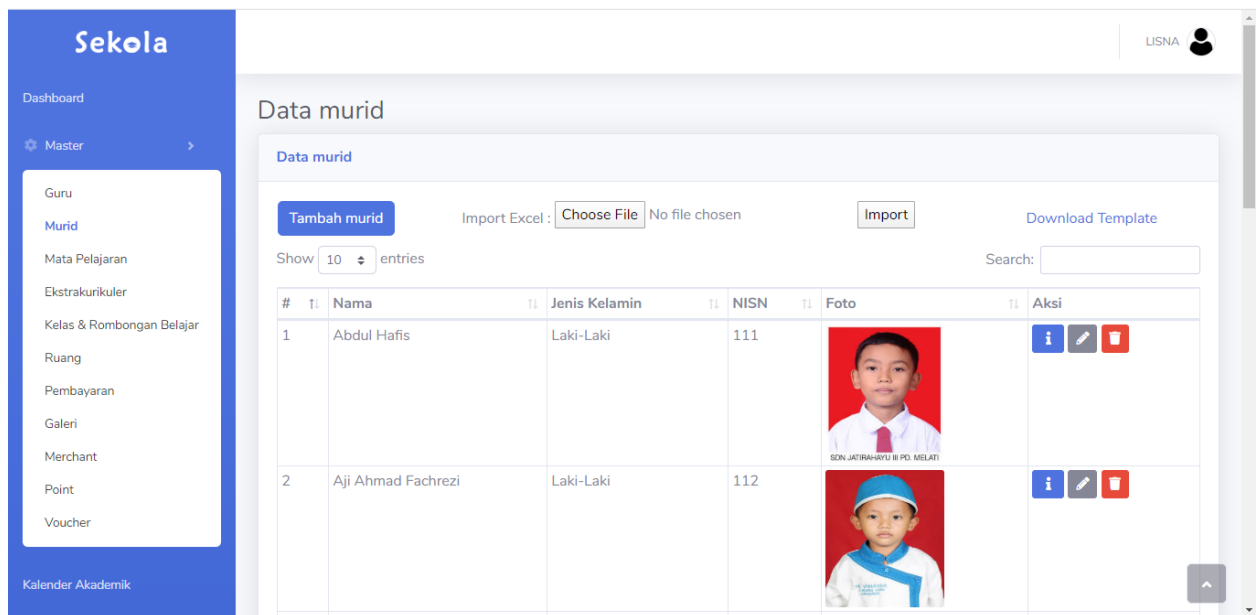 Sekola
LISNA
Dashboard
Master
Guru
Murid
Mata Pelajaran
Ekstrakurikuler
Kelas & Rombongan Belajar
Ruang
Pembayaran
Galeri
Merchant
Point
Voucher
Kalender Akademik
Data murid
Data murid
Tambah murid Import Excel : Choose File No file chosen Import Download Template
Show 10 entries Search:
# Nama Jenis Kelamin NISN Foto Aksi
1 Abdul Hafis Laki-Laki 111
SDN JATIRAHAYU III PD. MELATI
2 Aji Ahmad Fachrezi Laki-Laki 112